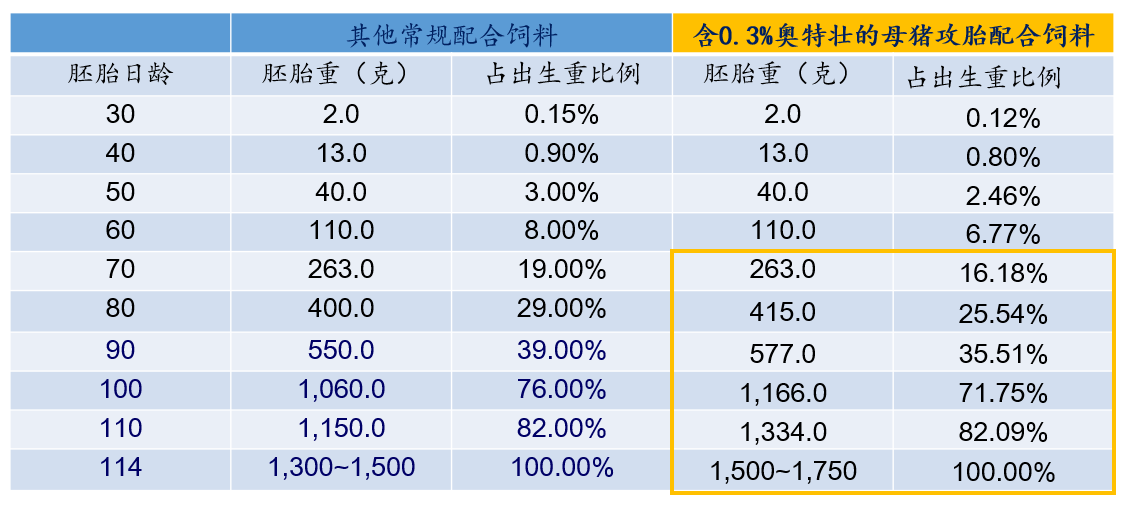 其他常规配合饲料 含0.3%奥特壮的母猪攻胎配合饲料
胚胎日龄 胚胎重（克） 占出生重比例 胚胎重（克） 占出生重比例
30 2.0 0.15% 2.0 0.12%
40 13.0 0.90% 13.0 0.80%
50 40.0 3.00% 40.0 2.46%
60 110.0 8.00% 110.0 6.77%
70 263.0 19.00% 263.0 16.18%
80 400.0 29.00% 415.0 25.54%
90 550.0 39.00% 577.0 35.51%
100 1,060.0 76.00% 1,166.0 71.75%
110 1,150.0 82.00% 1,334.0 82.09%
114 1,300~1,500 100.00% 1,500~1,750 100.00%